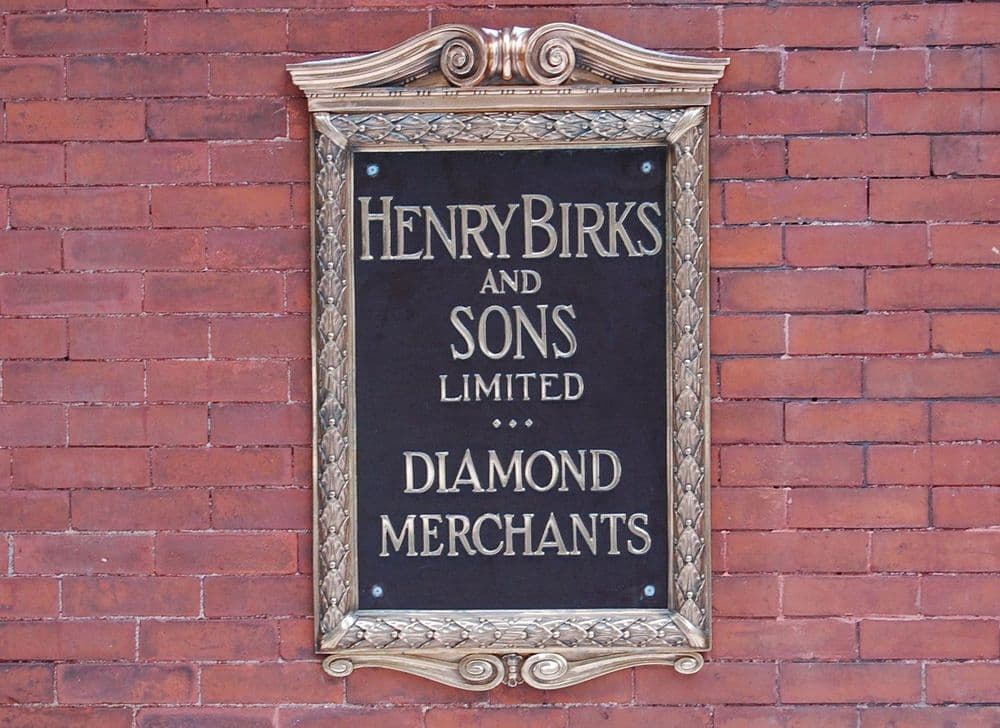 HENRY BIRKS
AND
SONS
LIMITED
DIAMOND
MERCHANTS